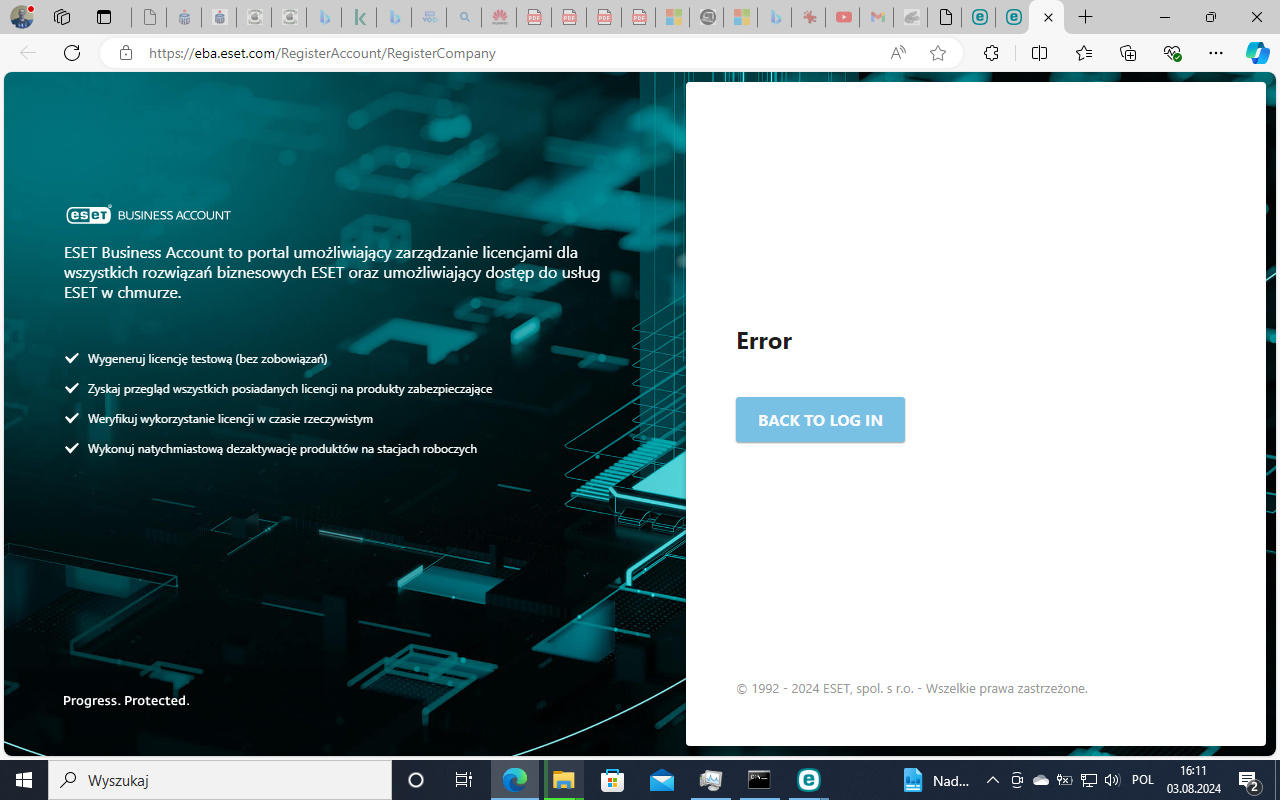 https://eba.eset.com/RegisterAccount/RegisterCompany
eseT BUSINESS ACCOUNT
ESET Business Account to portal umożliwiający zarządzanie licencjami dla
wszystkich rozwiązań biznesowych ESET oraz umożliwiający dostęp do usług
ESET w chmurze.
Wygeneruj licencję testową (bez zobowiązań)
Zyskaj przegląd wszystkich posiadanych licencji na produkty zabezpieczające
Weryfikuj wykorzystanie licencji w czasie rzeczywistym
Wykonuj natychmiastową dezaktywację produktów na stacjach roboczych
Progress. Protected.
Error
BACK TO LOG IN
© 1992 - 2024 ESET, spol. s r.o. - Wszelkie prawa zastrzeżone.
Wyszukaj
Nad...
POL
16:11
03.08.2024
2